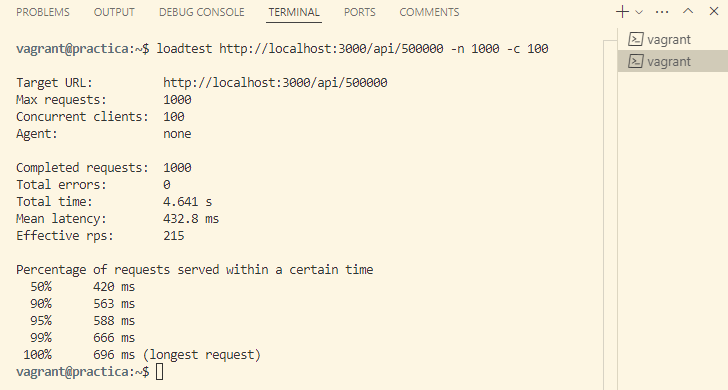 PROBLEMS OUTPUT DEBUG CONSOLE TERMINAL PORTS COMMENTS
vagrant
vagrant
vagrant@practica:~$ loadtest http://localhost:3000/api/500000 -n 1000 -c 100
Target URL: http://localhost:3000/api/500000
Max requests: 1000
Concurrent clients: 100
Agent: none
Completed requests: 1000
Total errors: 0
Total time: 4.641 s
Mean latency: 432.8 ms
Effective rps: 215
Percentage of requests served within a certain time
50% 420 ms
90% 563 ms
95% 588 ms
99% 666 ms
100% 696 ms (longest request)
vagrant@practica:~$